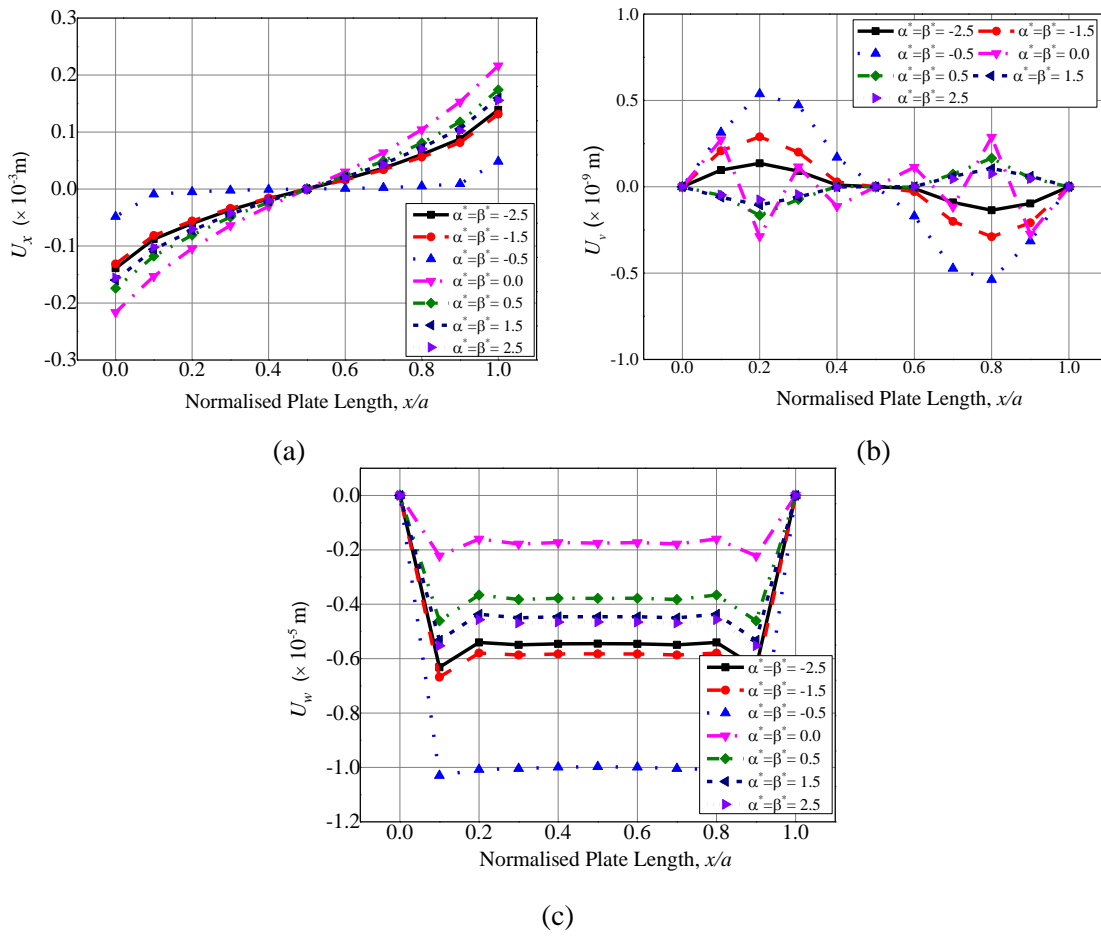 0.3
0.2
0.1
0.0
-0.1
-0.2
-0.3
U_x (× 10^-3 m)
α*=β*= -2.5
α*=β*= -1.5
α*=β*= -0.5
α*=β*= 0.0
α*=β*= 0.5
α*=β*= 1.5
α*=β*= 2.5
0.0 0.2 0.4 0.6 0.8 1.0
Normalised Plate Length, x/a
(a)
1.0
0.5
0.0
-0.5
-1.0
U_v (× 10^-9 m)
α*=β*= -2.5 α*=β*= -1.5
α*=β*= -0.5 α*=β*= 0.0
α*=β*= 0.5 α*=β*= 1.5
α*=β*= 2.5
0.0 0.2 0.4 0.6 0.8 1.0
Normalised Plate Length, x/a
(b)
0.0
-0.2
-0.4
-0.6
-0.8
-1.0
-1.2
U_w (× 10^-5 m)
α*=β*= -2.5
α*=β*= -1.5
α*=β*= -0.5
α*=β*= 0.0
α*=β*= 0.5
α*=β*= 1.5
α*=β*= 2.5
0.0 0.2 0.4 0.6 0.8 1.0
Normalised Plate Length, x/a
(c)